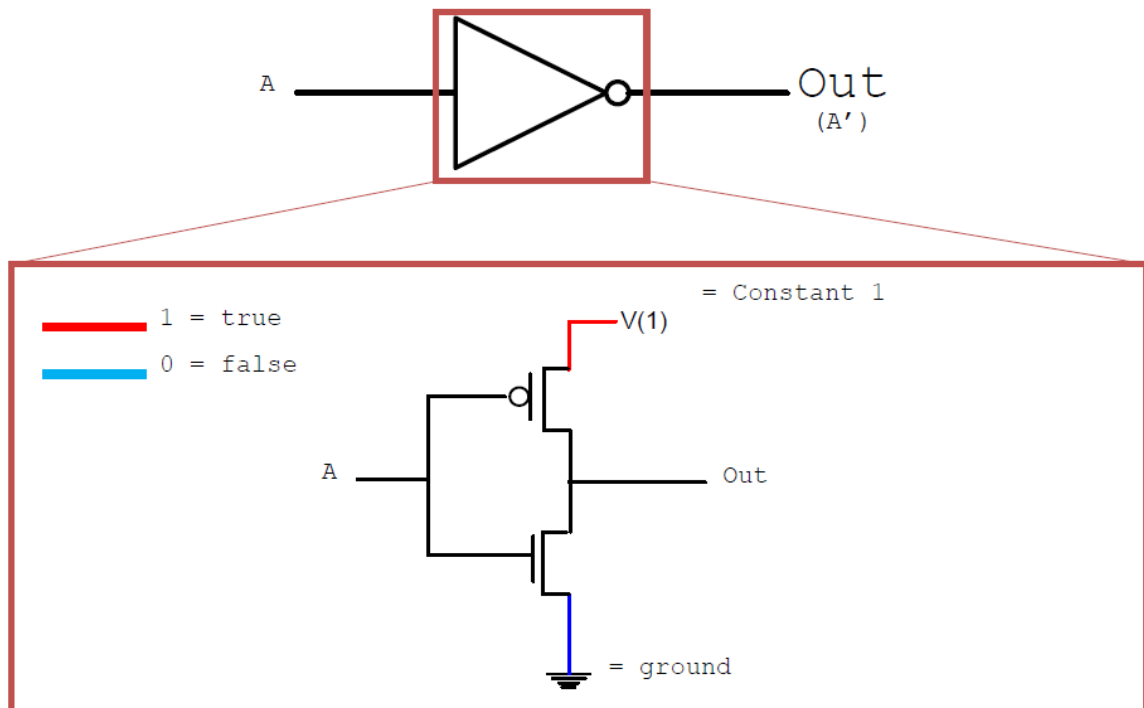 A
Out
(A’)
= Constant 1
1 = true
V(1)
0 = false
A
Out
= ground